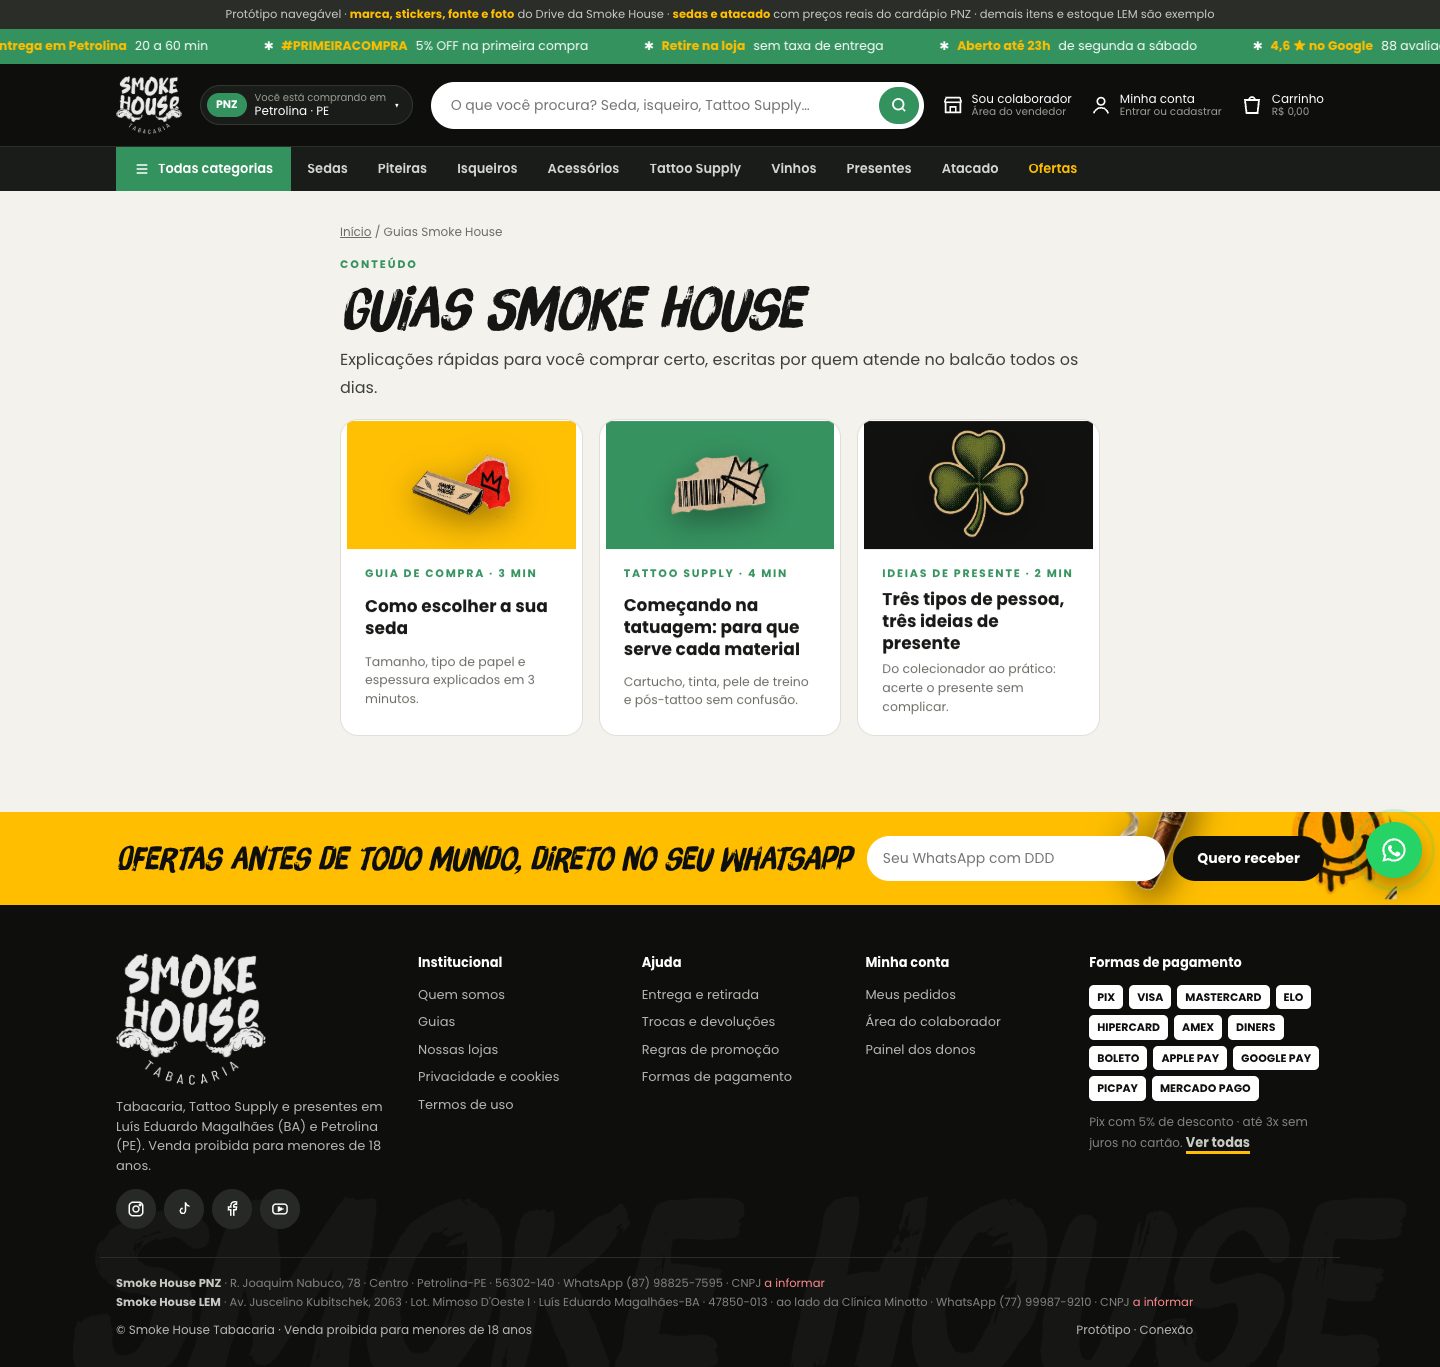 Protótipo navegável · marca, stickers, fonte e foto do Drive da Smoke House · sedas e atacado com preços reais do cardápio PNZ · demais itens e estoque LEM são exemplo
ntrega em Petrolina 20 a 60 min * #PRIMEIRACOMPRA 5% OFF na primeira compra * Retire na loja sem taxa de entrega * Aberto até 23h de segunda a sábado * 4,6 ★ no Google 88 avalia
SMOKE HOUSE TABACARIA
PNZ Você está comprando em
Petrolina · PE
O que você procura? Seda, isqueiro, Tattoo Supply...
Sou colaborador
Área do vendedor
Minha conta
Entrar ou cadastrar
Carrinho
R$ 0,00
Todas categorias Sedas Piteiras Isqueiros Acessórios Tattoo Supply Vinhos Presentes Atacado Ofertas
Início / Guias Smoke House
CONTEÚDO
GUIAS SMOKE HOUSE
Explicações rápidas para você comprar certo, escritas por quem atende no balcão todos os
dias.
SMOKE HOUSE
GUIA DE COMPRA · 3 MIN
Como escolher a sua
seda
Tamanho, tipo de papel e
espessura explicados em 3
minutos.
TATTOO SUPPLY · 4 MIN
Começando na
tatuagem: para que
serve cada material
Cartucho, tinta, pele de treino
e pós-tattoo sem confusão.
IDEIAS DE PRESENTE · 2 MIN
Três tipos de pessoa,
três ideias de
presente
Do colecionador ao prático:
acerte o presente sem
complicar.
OFERTAS ANTES DE TODO MUNDO, DIRETO NO SEU WHATSAPP
Seu WhatsApp com DDD
Quero receber
SMOKE
HOUSE
TABACARIA
Tabacaria, Tattoo Supply e presentes em
Luís Eduardo Magalhães (BA) e Petrolina
(PE). Venda proibida para menores de 18
anos.
Institucional
Quem somos
Guias
Nossas lojas
Privacidade e cookies
Termos de uso
Ajuda
Entrega e retirada
Trocas e devoluções
Regras de promoção
Formas de pagamento
Minha conta
Meus pedidos
Área do colaborador
Painel dos donos
Formas de pagamento
PIX VISA MASTERCARD ELO
HIPERCARD AMEX DINERS
BOLETO APPLE PAY GOOGLE PAY
PICPAY MERCADO PAGO
Pix com 5% de desconto · até 3x sem
juros no cartão. Ver todas
SMOKE HOUSE
Smoke House PNZ · R. Joaquim Nabuco, 78 · Centro · Petrolina-PE · 56302-140 · WhatsApp (87) 98825-7595 · CNPJ a informar
Smoke House LEM · Av. Juscelino Kubitschek, 2063 · Lot. Mimoso D'Oeste I · Luís Eduardo Magalhães-BA · 47850-013 · ao lado da Clínica Minotto · WhatsApp (77) 99987-9210 · CNPJ a informar
© Smoke House Tabacaria · Venda proibida para menores de 18 anos
Protótipo · Conexão